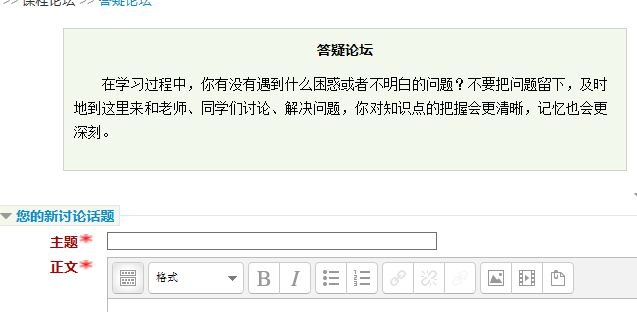 >> 课程论坛 >> 答疑论坛
答疑论坛
在学习过程中，你有没有遇到什么困惑或者不明白的问题？不要把问题留下，及时
地到这里来和老师、同学们讨论、解决问题，你对知识点的把握会更清晰，记忆也会更
深刻。
您的新讨论话题
主题*
正文*
格式 B I